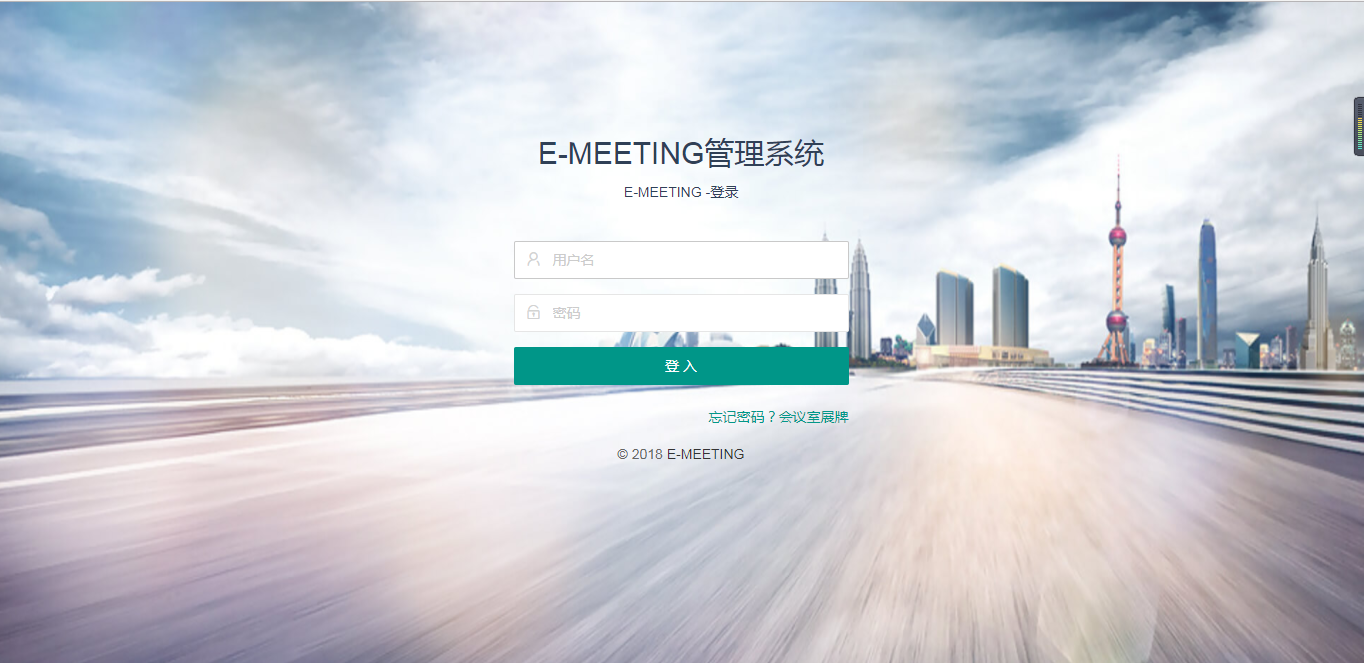 E-MEETING管理系统
E-MEETING -登录
用户名
密码
登 入
忘记密码？会议室展牌
© 2018 E-MEETING